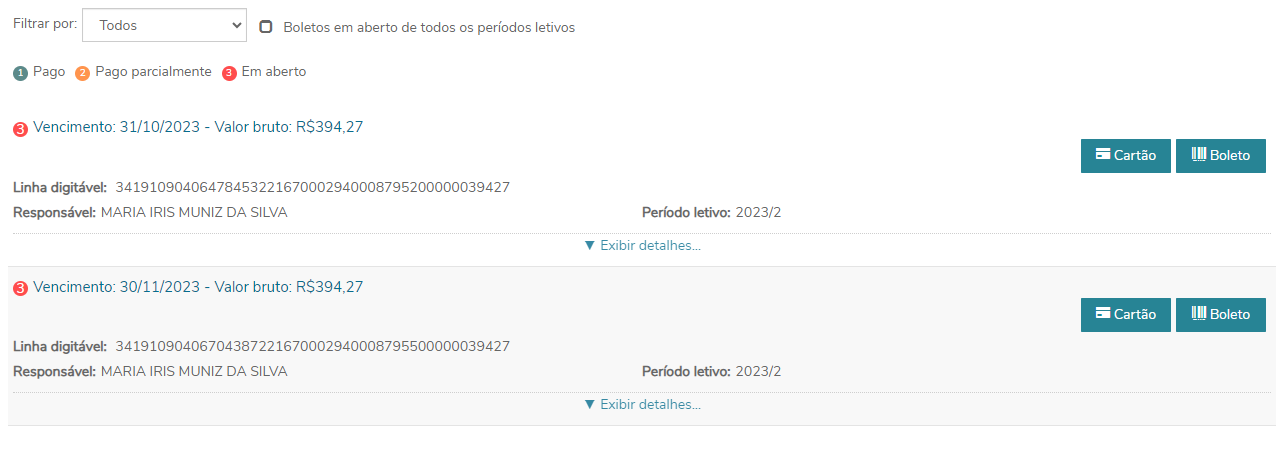 Filtrar por: Todos Boletos em aberto de todos os períodos letivos
1 Pago 2 Pago parcialmente 3 Em aberto
3 Vencimento: 31/10/2023 - Valor bruto: R$394,27
Cartão Boleto
Linha digitável: 34191090406478453221670002940008795200000039427
Responsável: MARIA IRIS MUNIZ DA SILVA Período letivo: 2023/2
▼ Exibir detalhes...
3 Vencimento: 30/11/2023 - Valor bruto: R$394,27
Cartão Boleto
Linha digitável: 34191090406704387221670002940008795500000039427
Responsável: MARIA IRIS MUNIZ DA SILVA Período letivo: 2023/2
▼ Exibir detalhes...